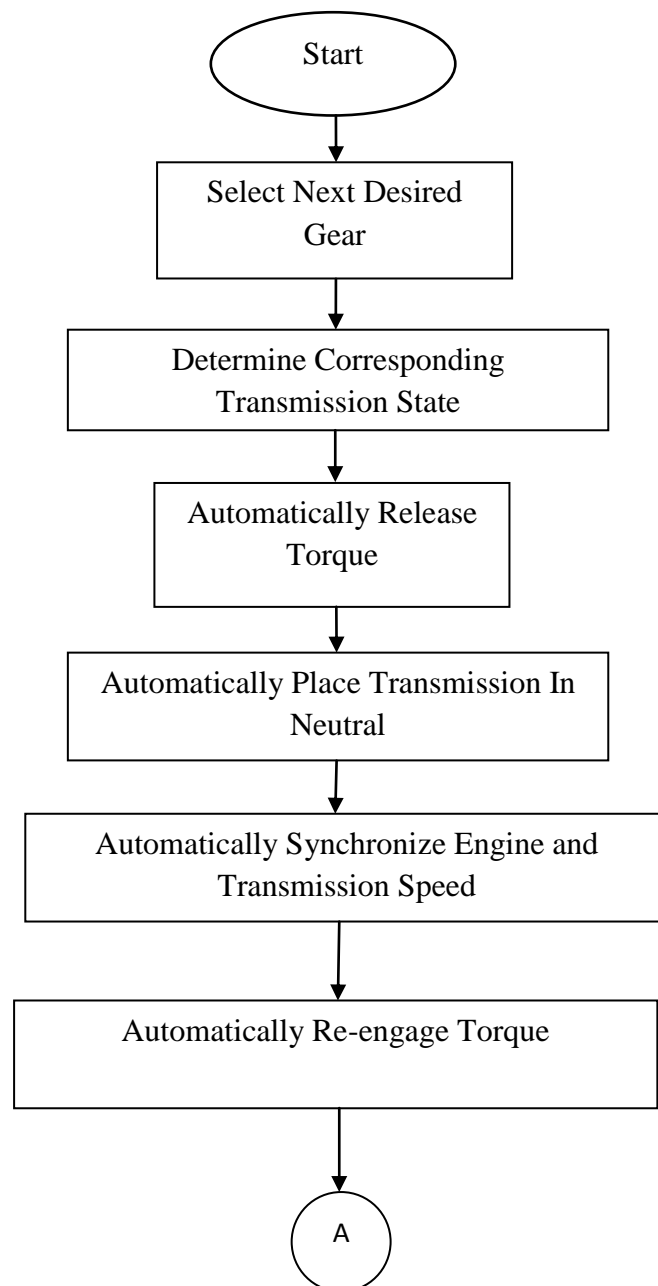 Start
Select Next Desired
Gear
Determine Corresponding
Transmission State
Automatically Release
Torque
Automatically Place Transmission In
Neutral
Automatically Synchronize Engine and
Transmission Speed
Automatically Re-engage Torque
A